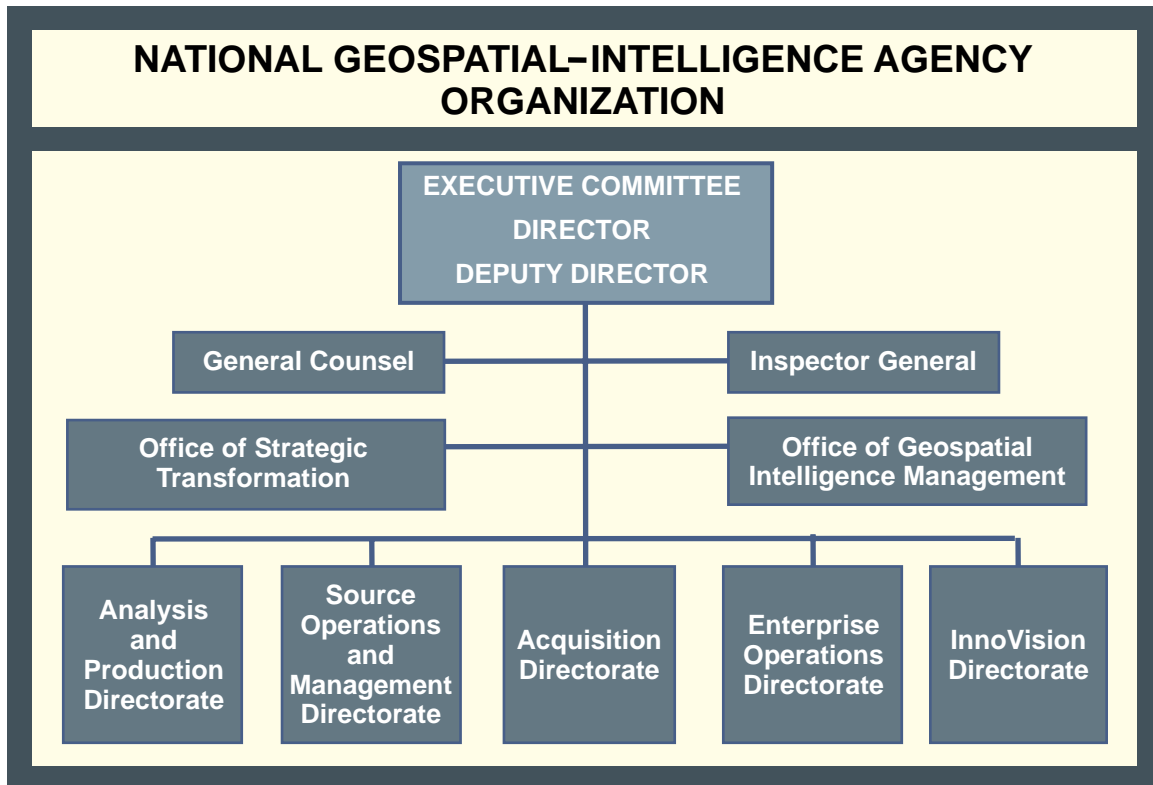 NATIONAL GEOSPATIAL–INTELLIGENCE AGENCY
ORGANIZATION
EXECUTIVE COMMITTEE
DIRECTOR
DEPUTY DIRECTOR
General Counsel
Inspector General
Office of Strategic
Transformation
Office of Geospatial
Intelligence Management
Analysis
and
Production
Directorate
Source
Operations
and
Management
Directorate
Acquisition
Directorate
Enterprise
Operations
Directorate
InnoVision
Directorate